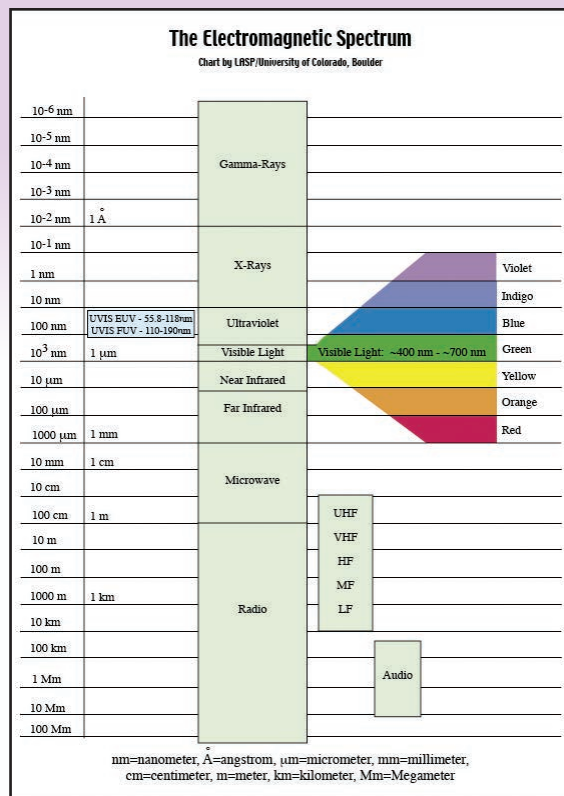 The Electromagnetic Spectrum
Chart by LASP/University of Colorado, Boulder
10-6 nm
10-5 nm
10-4 nm
Gamma-Rays
10-3 nm
10-2 nm 1 Å
10-1 nm
X-Rays
Violet
1 nm
10 nm
Indigo
UVIS EUV - 55.8-118nm
UVIS FUV - 110-190nm
100 nm
Ultraviolet
Blue
10³ nm 1 μm
Visible Light
Visible Light: ~400 nm - ~700 nm
Green
10 μm
Near Infrared
Yellow
100 μm
Far Infrared
Orange
1000 μm 1 mm
Red
10 mm 1 cm
Microwave
10 cm
100 cm 1 m
UHF
10 m
VHF
100 m
HF
MF
1000 m 1 km
Radio
LF
10 km
100 km
Audio
1 Mm
10 Mm
100 Mm
nm=nanometer, Å=angstrom, μm=micrometer, mm=millimeter,
cm=centimeter, m=meter, km=kilometer, Mm=Megameter